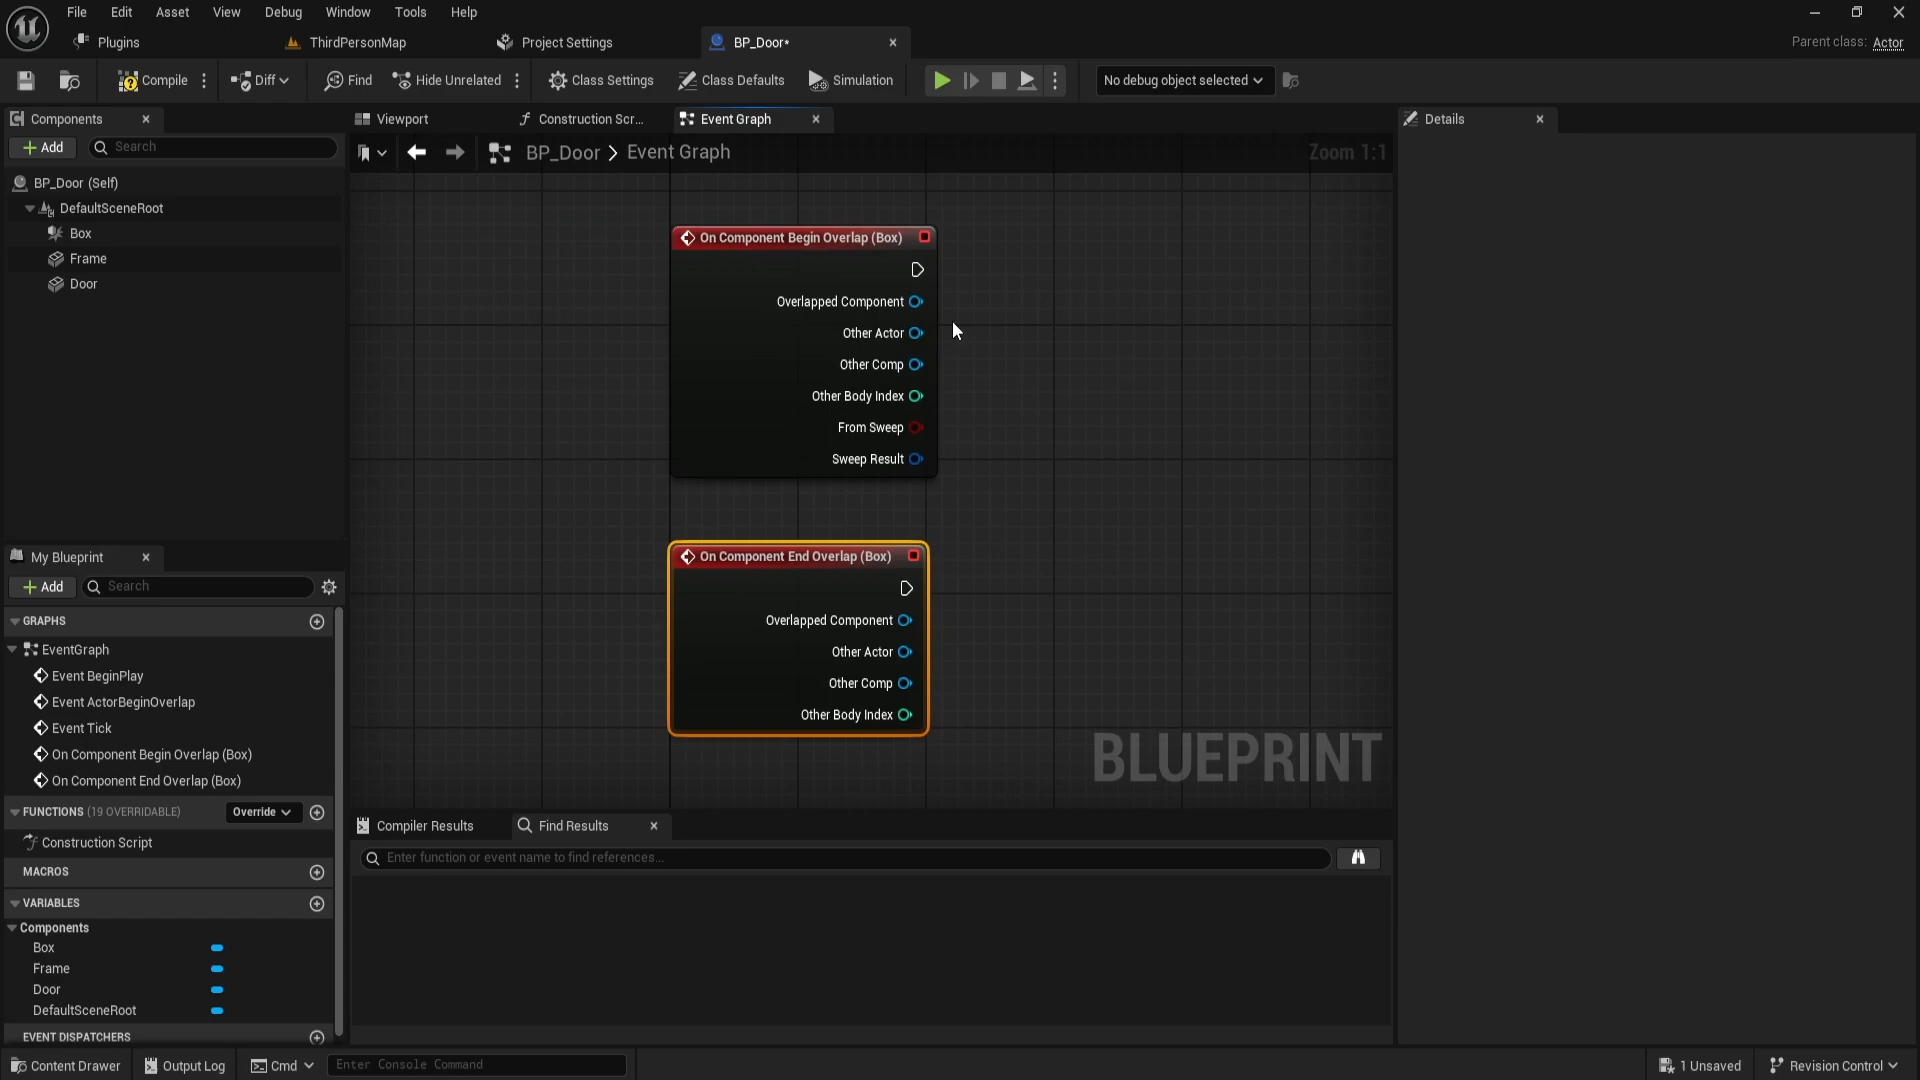 File Edit Asset View Debug Window Tools Help
Plugins ThirdPersonMap Project Settings BP_Door* Parent class: Actor
Compile Diff Find Hide Unrelated Class Settings Class Defaults Simulation No debug object selected
Components
Add Search
BP_Door (Self)
DefaultSceneRoot
Box
Frame
Door
My Blueprint
Add Search
GRAPHS
EventGraph
Event BeginPlay
Event ActorBeginOverlap
Event Tick
On Component Begin Overlap (Box)
On Component End Overlap (Box)
FUNCTIONS (19 OVERRIDABLE) Override
Construction Script
MACROS
VARIABLES
Components
Box
Frame
Door
DefaultSceneRoot
EVENT DISPATCHERS
Viewport Construction Scr... Event Graph
BP_Door > Event Graph Zoom 1:1
On Component Begin Overlap (Box)
Overlapped Component
Other Actor
Other Comp
Other Body Index
From Sweep
Sweep Result
On Component End Overlap (Box)
Overlapped Component
Other Actor
Other Comp
Other Body Index
BLUEPRINT
Compiler Results Find Results
Enter function or event name to find references...
Details
Content Drawer Output Log Cmd Enter Console Command 1 Unsaved Revision Control